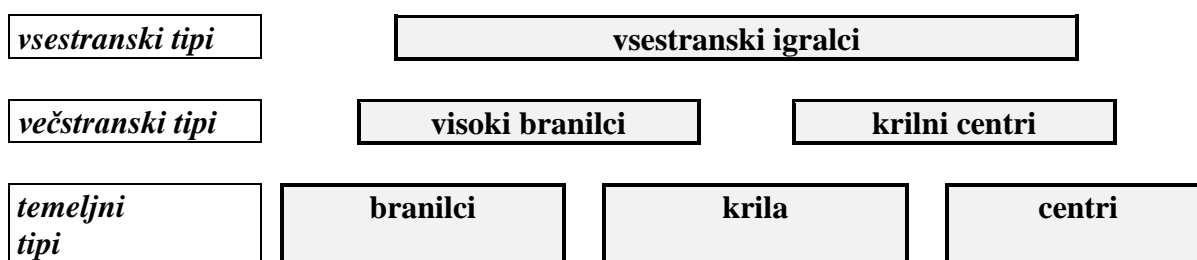 vsestranski tipi
vsestranski igralci
večstranski tipi
visoki branilci
krilni centri
temeljni
tipi
branilci
krila
centri